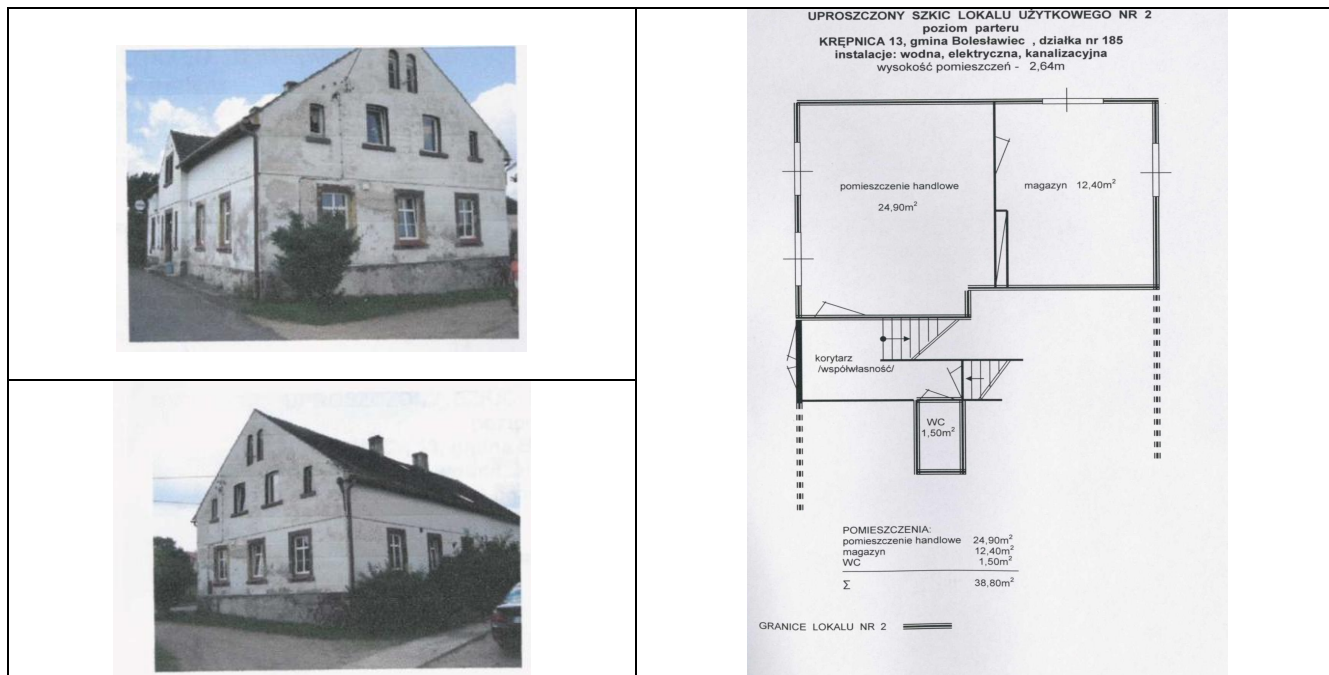 UPROSZCZONY SZKIC LOKALU UŻYTKOWEGO NR 2
poziom parteru
KRĘPNICA 13, gmina Bolesławiec , działka nr 185
instalacje: wodna, elektryczna, kanalizacyjna
wysokość pomieszczeń - 2,64m
pomieszczenie handlowe
24,90m²
magazyn 12,40m²
korytarz
/współwłasność/
WC
1,50m²
POMIESZCZENIA:
pomieszczenie handlowe 24,90m²
magazyn 12,40m²
WC 1,50m²
Σ 38,80m²
GRANICE LOKALU NR 2